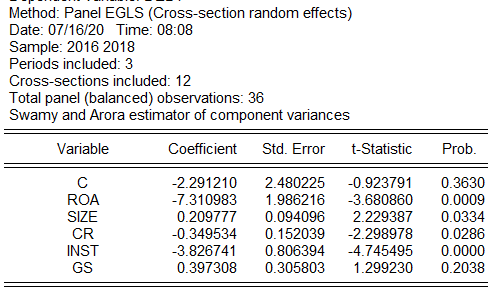 Method: Panel EGLS (Cross-section random effects)
Date: 07/16/20 Time: 08:08
Sample: 2016 2018
Periods included: 3
Cross-sections included: 12
Total panel (balanced) observations: 36
Swamy and Arora estimator of component variances
Variable Coefficient Std. Error t-Statistic Prob.
C -2.291210 2.480225 -0.923791 0.3630
ROA -7.310983 1.986216 -3.680860 0.0009
SIZE 0.209777 0.094096 2.229387 0.0334
CR -0.349534 0.152039 -2.298978 0.0286
INST -3.826741 0.806394 -4.745495 0.0000
GS 0.397308 0.305803 1.299230 0.2038